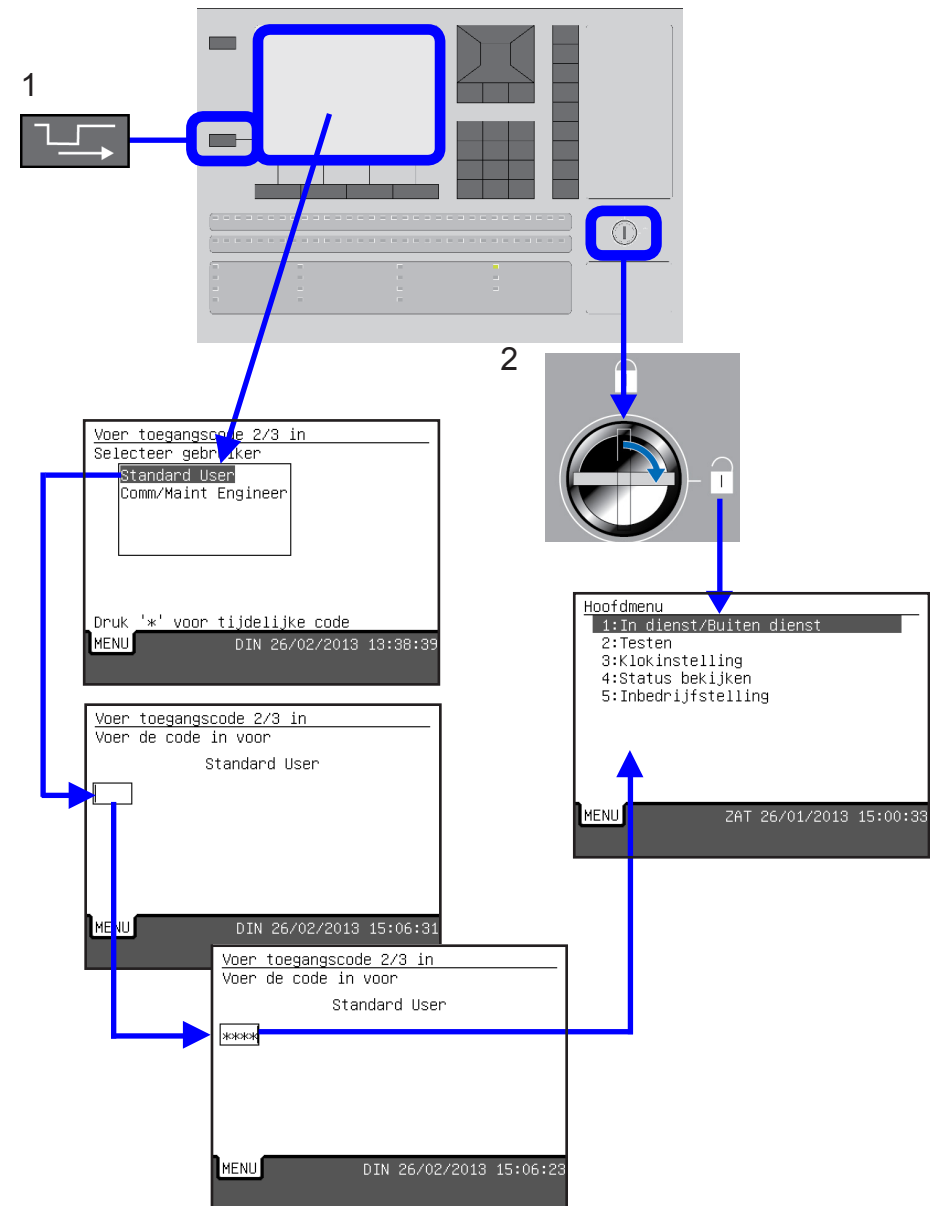 1
2
Voer toegangscode 2/3 in
Selecteer gebruiker
Standard User
Comm/Maint Engineer
Druk '*' voor tijdelijke code
MENU DIN 26/02/2013 13:38:39
Hoofdmenu
1:In dienst/Buiten dienst
2:Testen
3:Klokinstelling
4:Status bekijken
5:Inbedrijfstelling
MENU ZAT 26/01/2013 15:00:33
Voer toegangscode 2/3 in
Voer de code in voor
Standard User
MENU DIN 26/02/2013 15:06:31
Voer toegangscode 2/3 in
Voer de code in voor
Standard User
****
MENU DIN 26/02/2013 15:06:23